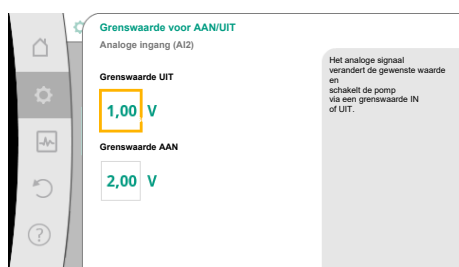 Grenswaarde voor AAN/UIT
Analoge ingang (AI2)
Grenswaarde UIT
1,00 V
Grenswaarde AAN
2,00 V
Het analoge signaal
verandert de gewenste waarde
en
schakelt de pomp
via een grenswaarde IN
of UIT.
?